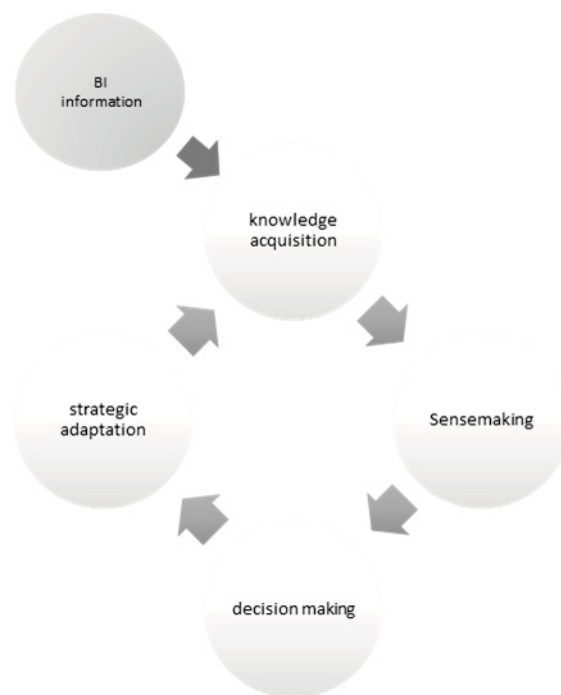 BI
information
knowledge
acquisition
Sensemaking
decision making
strategic
adaptation